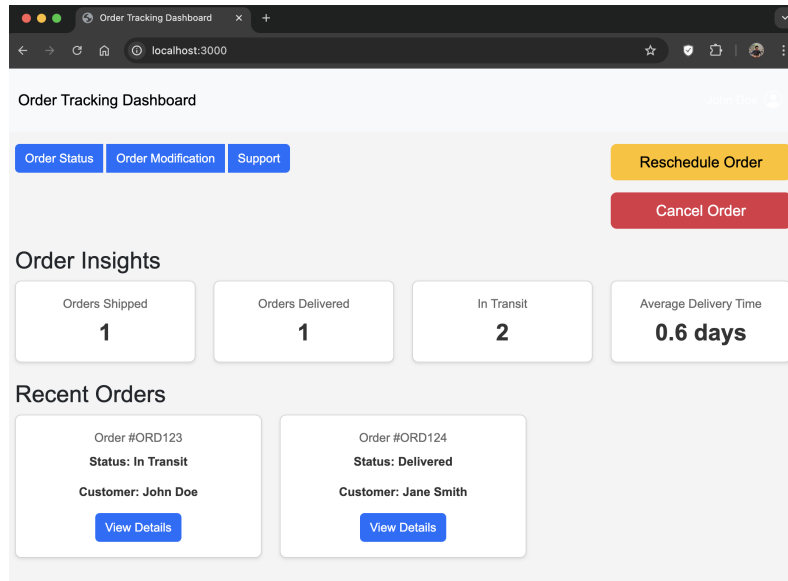 Order Tracking Dashboard
localhost:3000
Order Tracking Dashboard
John Doe
Order Status Order Modification Support
Reschedule Order
Cancel Order
Order Insights
Orders Shipped Orders Delivered In Transit Average Delivery Time
1 1 2 0.6 days
Recent Orders
Order #ORD123 Order #ORD124
Status: In Transit Status: Delivered
Customer: John Doe Customer: Jane Smith
View Details View Details